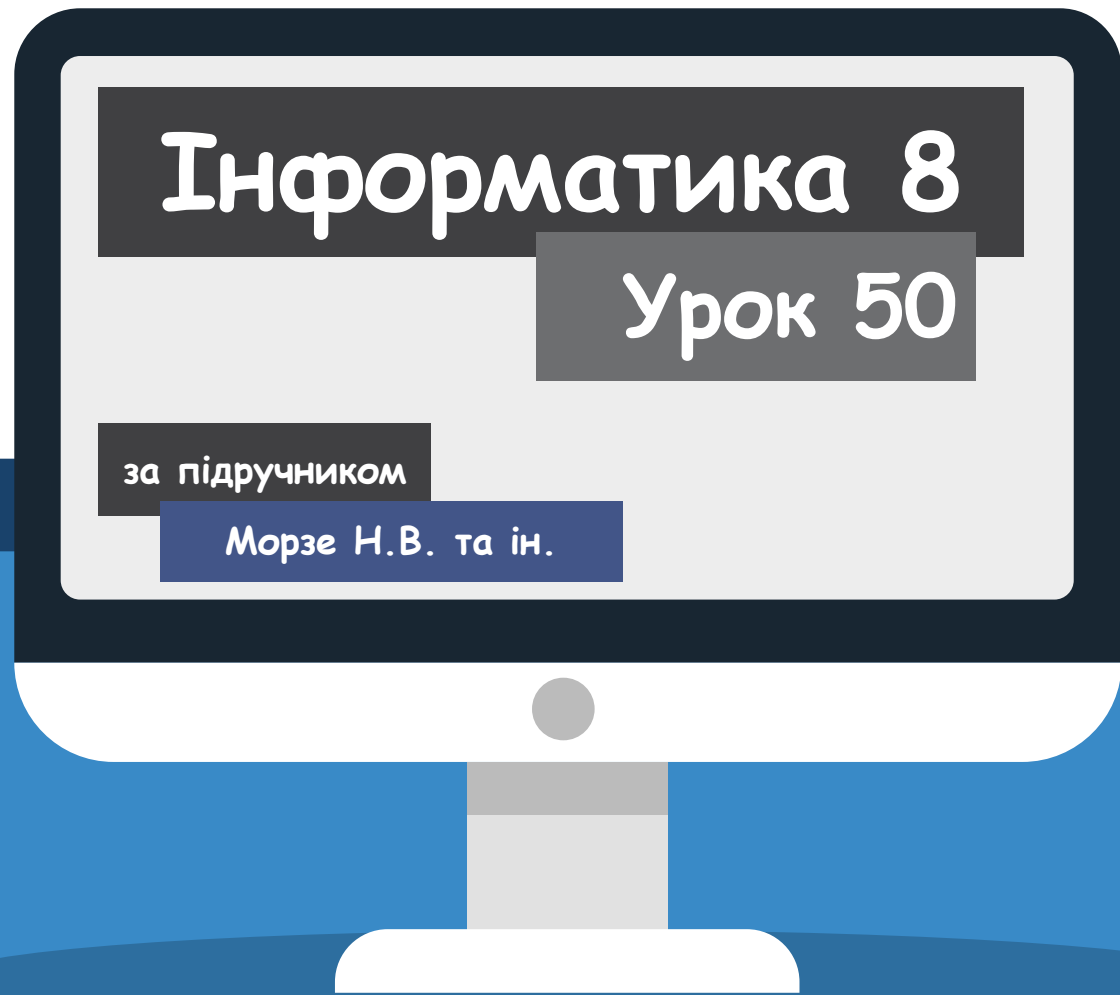 Інформатика 8
Урок 50
за підручником
Морзе Н.В. та ін.